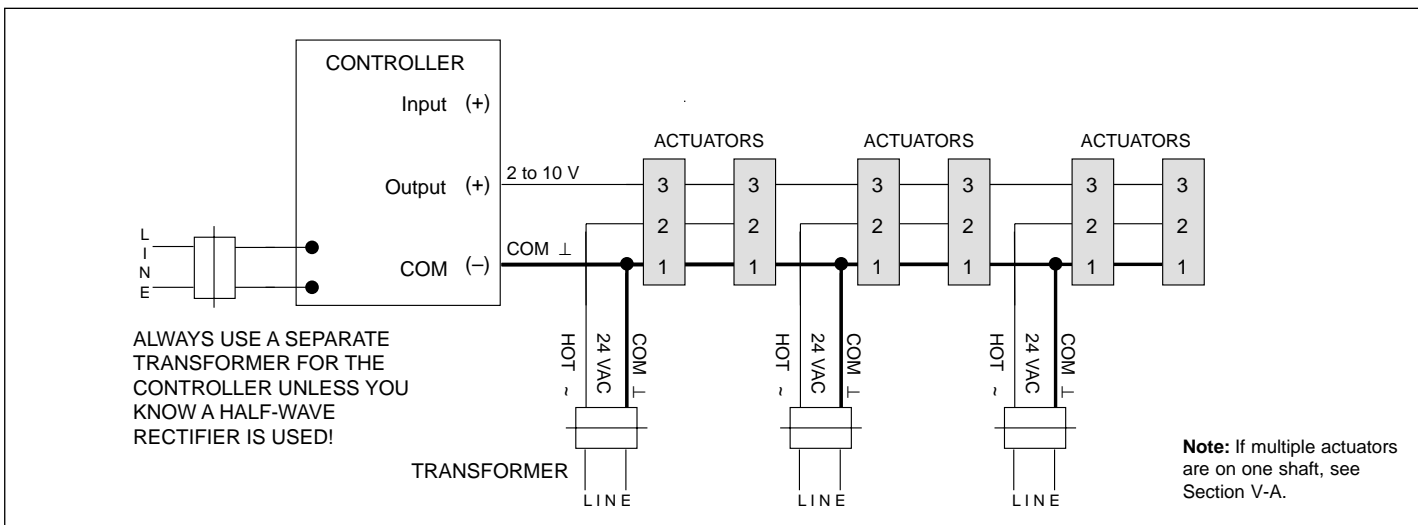 CONTROLLER
Input (+)
ACTUATORS ACTUATORS ACTUATORS
Output (+) 2 to 10 V 3 3 3 3 3 3
2 2 2 2 2 2
COM (–) COM ⊥ 1 1 1 1 1 1
LINE
ALWAYS USE A SEPARATE
TRANSFORMER FOR THE
CONTROLLER UNLESS YOU
KNOW A HALF-WAVE
RECTIFIER IS USED!
HOT ~
24 VAC
COM ⊥
HOT ~
24 VAC
COM ⊥
HOT ~
24 VAC
COM ⊥
TRANSFORMER
LINE LINE LINE
Note: If multiple actuators
are on one shaft, see
Section V-A.